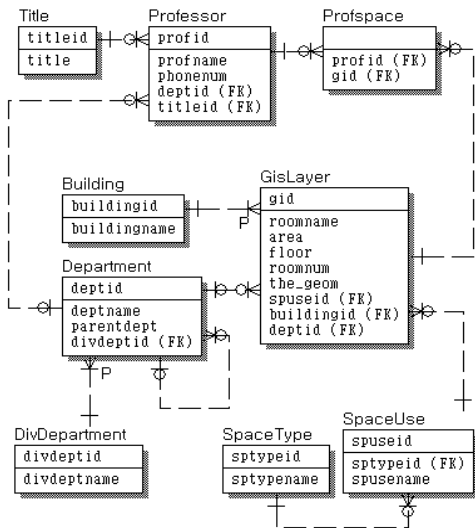 Title
titleid
title
Professor
profid
profname
phonenum
deptid (FK)
titleid (FK)
Profspace
profid (FK)
gid (FK)
Building
buildingid
buildingname
P
GisLayer
gid
roomname
area
floor
roomnum
the_geom
spuseid (FK)
buildingid (FK)
deptid (FK)
Department
deptid
deptname
parentdept
divdeptid (FK)
P
DivDepartment
divdeptid
divdeptname
SpaceType
sptypeid
sptypename
SpaceUse
spuseid
sptypeid (FK)
spusename